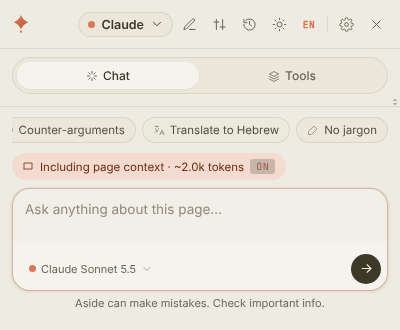 Claude
EN
Chat
Tools
Counter-arguments
Translate to Hebrew
No jargon
Including page context · ~2.0k tokens ON
Ask anything about this page...
Claude Sonnet 5.5
Aside can make mistakes. Check important info.